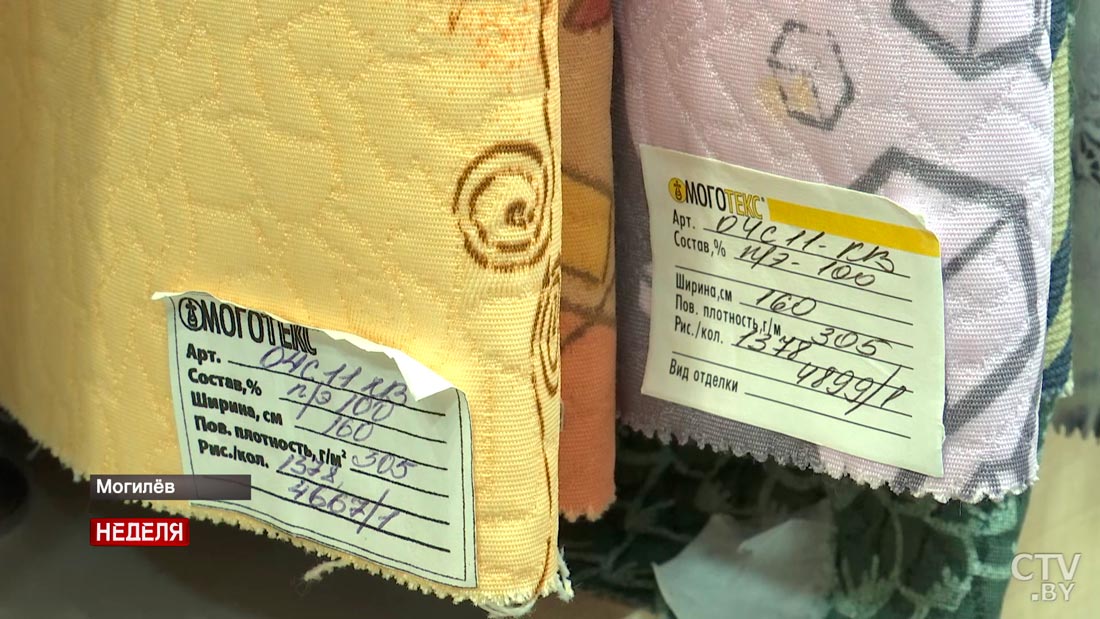 МОГОТЕКС
Арт. 04С11КВ
Состав,% п/э 100
Ширина, см 160
Пов. плотность,г/м² 305
Рис./кол. 1378
4667/1
МОГОТЕКС
Арт. 04С11-КВ
Состав,% п/э-100
Ширина,см 160
Пов. плотность,г/м 305
Рис./кол. 1378
4899/1
Вид отделки
Могилёв
НЕДЕЛЯ
CTV
.BY